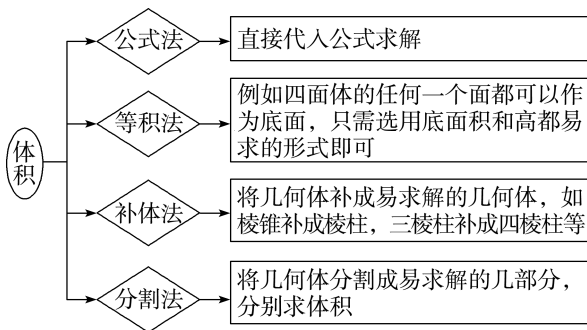 体积
公式法
直接代入公式求解
等积法
例如四面体的任何一个面都可以作
为底面，只需选用底面积和高都易
求的形式即可
补体法
将几何体补成易求解的几何体，如
棱锥补成棱柱，三棱柱补成四棱柱等
分割法
将几何体分割成易求解的几部分，
分别求体积